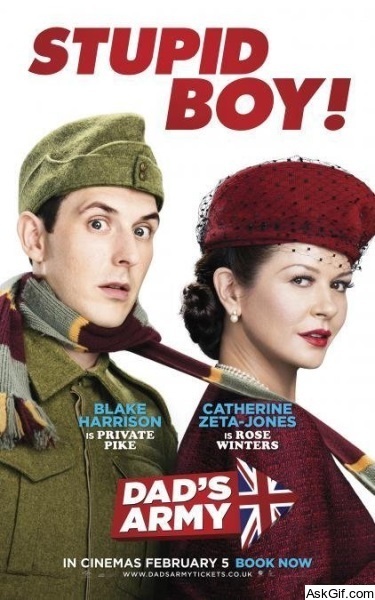 STUPID
BOY!
BLAKE
HARRISON
IS PRIVATE
PIKE
CATHERINE
ZETA-JONES
IS ROSE
WINTERS
DAD'S
ARMY
IN CINEMAS FEBRUARY 5 BOOK NOW
WWW.DADSARMYTICKETS.CO.UK
AskGif.com